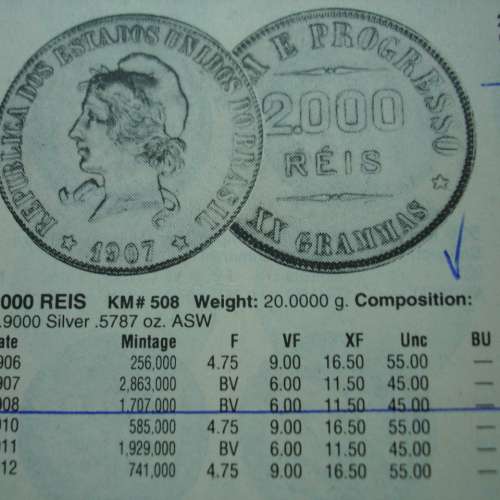 REPUBLICA DOS ESTADOS UNIDOS DO BRASIL
1907
M E PROGRESSO
2.000
RÉIS
XX GRAMMAS
000 REIS KM# 508 Weight: 20.0000 g. Composition:
.9000 Silver .5787 oz. ASW
ate Mintage F VF XF Unc BU
906 256,000 4.75 9.00 16.50 55.00 —
907 2,863,000 BV 6.00 11.50 45.00 —
908 1,707,000 BV 6.00 11.50 45.00 —
910 585,000 4.75 9.00 16.50 55.00 —
911 1,929,000 BV 6.00 11.50 45.00 —
912 741,000 4.75 9.00 16.50 55.00 —